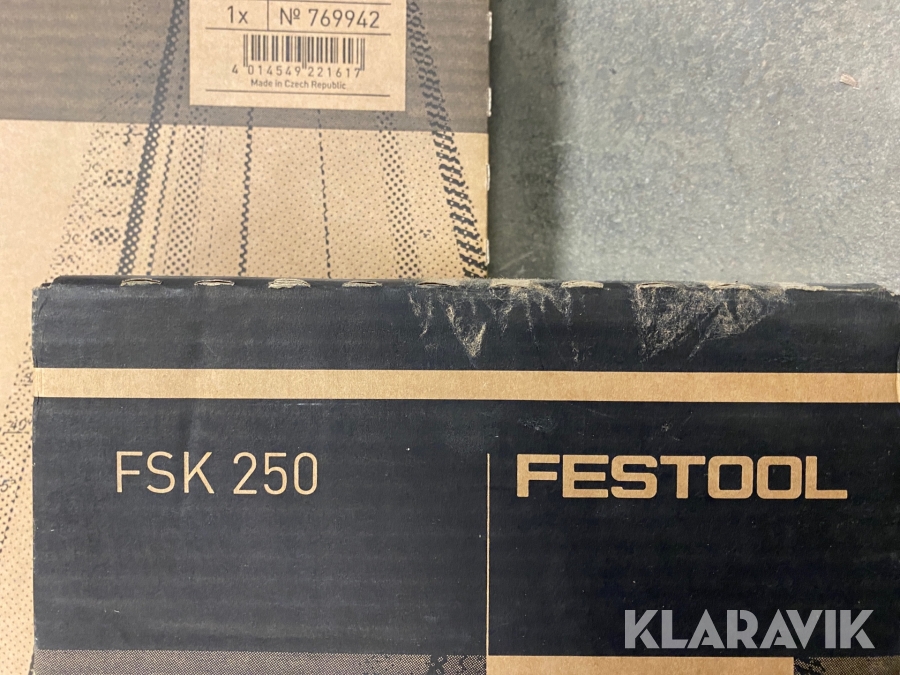 1x № 769942
4 014549 221617
Made in Czech Republic
FSK 250
FESTOOL
KLARAVIK